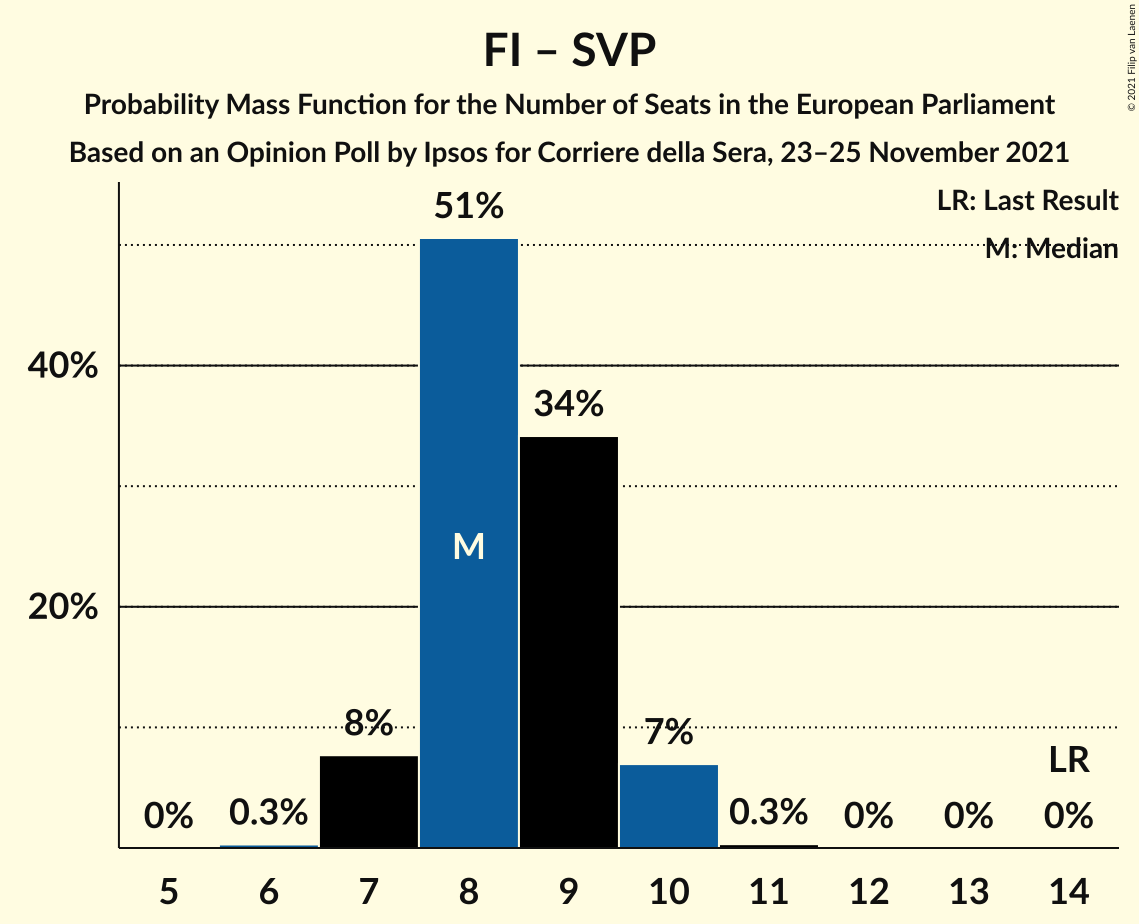 FI – SVP
Probability Mass Function for the Number of Seats in the European Parliament
Based on an Opinion Poll by Ipsos for Corriere della Sera, 23–25 November 2021
© 2021 Filip van Laenen
LR: Last Result
M: Median
51%
40%
34%
M
20%
8%
7%
LR
0%
0.3%
0.3%
0%
0%
0%
5 6 7 8 9 10 11 12 13 14